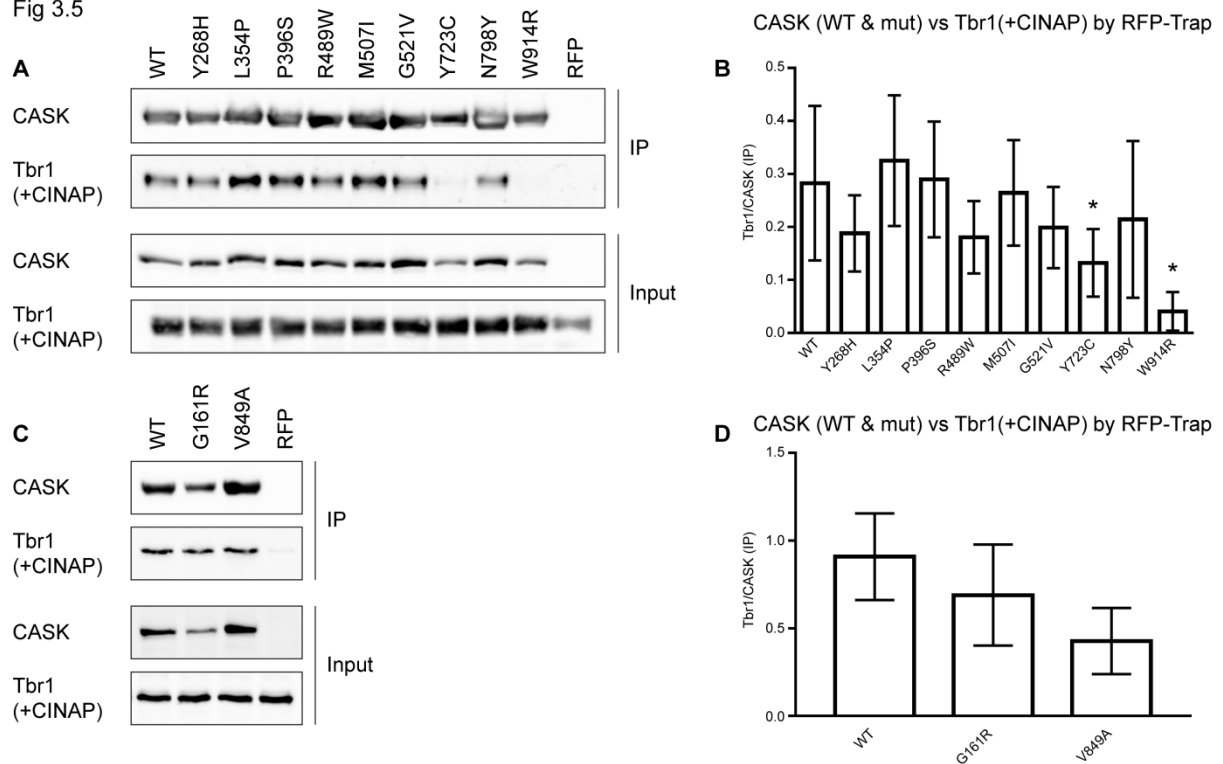 Fig 3.5
A
WT Y268H L354P P396S R489W M507I G521V Y723C N798Y W914R RFP
CASK
Tbr1
(+CINAP)
IP
CASK
Tbr1
(+CINAP)
Input
CASK (WT & mut) vs Tbr1(+CINAP) by RFP-Trap
B
Tbr1/CASK (IP)
0.5
0.4
0.3
0.2
0.1
0.0
* *
WT Y268H L354P P396S R489W M507I G521V Y723C N798Y W914R
C
WT G161R V849A RFP
CASK
Tbr1
(+CINAP)
IP
CASK
Tbr1
(+CINAP)
Input
CASK (WT & mut) vs Tbr1(+CINAP) by RFP-Trap
D
Tbr1/CASK (IP)
1.5
1.0
0.5
0.0
WT G161R V849A